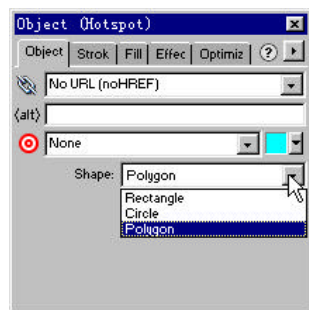 Object (Hotspot)
Object Strok Fill Effec Optimiz ?
No URL (noHREF)
<alt>
None
Shape: Polygon
Rectangle
Circle
Polygon